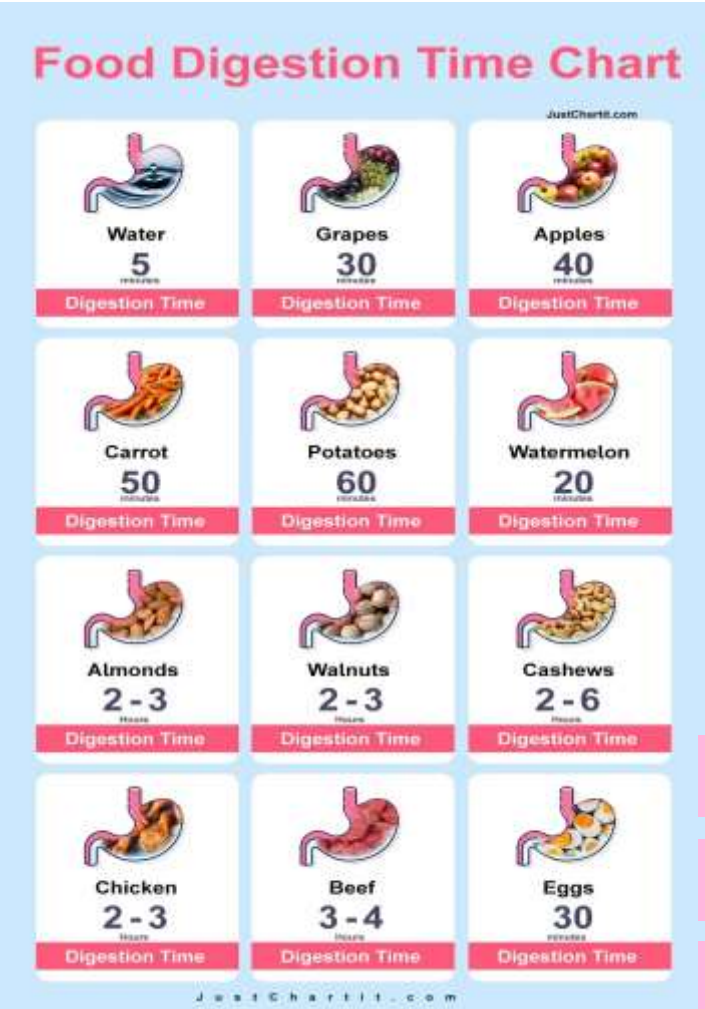 Food Digestion Time Chart
JustChartit.com
Water
5
minutes
Digestion Time
Grapes
30
minutes
Digestion Time
Apples
40
minutes
Digestion Time
Carrot
50
minutes
Digestion Time
Potatoes
60
minutes
Digestion Time
Watermelon
20
minutes
Digestion Time
Almonds
2 - 3
Hours
Digestion Time
Walnuts
2 - 3
Hours
Digestion Time
Cashews
2 - 6
Hours
Digestion Time
Chicken
2 - 3
Hours
Digestion Time
Beef
3 - 4
Hours
Digestion Time
Eggs
30
minutes
Digestion Time
JustChartit.com